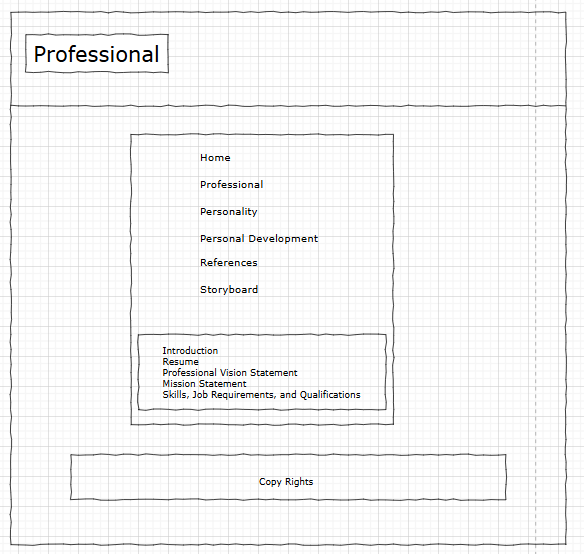 Professional
Home
Professional
Personality
Personal Development
References
Storyboard
Introduction
Resume
Professional Vision Statement
Mission Statement
Skills, Job Requirements, and Qualifications
Copy Rights